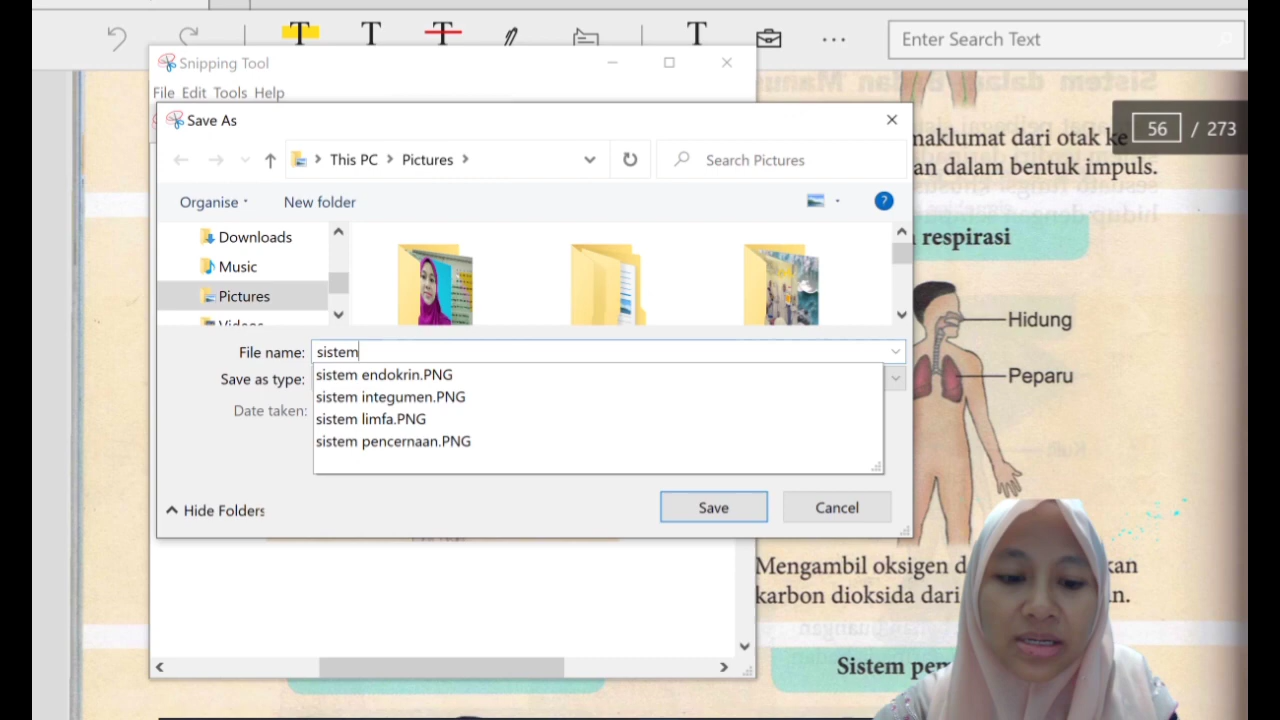 T T T T ... Enter Search Text
Snipping Tool
File Edit Tools Help
Save As
56 / 273
maklumat dari otak ke
an dalam bentuk impuls.
This PC > Pictures >
Search Pictures
Organise
New folder
?
Downloads
Music
Pictures
Videos
respirasi
Hidung
Peparu
File name: sistem
Save as type:
Date taken:
sistem endokrin.PNG
sistem integumen.PNG
sistem limfa.PNG
sistem pencernaan.PNG
Hide Folders
Save
Cancel
Mengambil oksigen d kan
karbon dioksida dari n.
Sistem pem